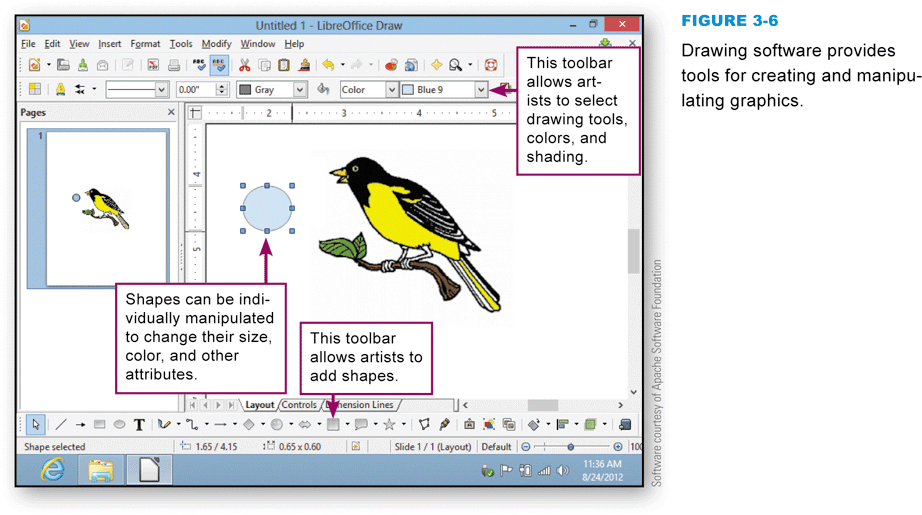 Untitled 1 - LibreOffice Draw
File Edit View Insert Format Tools Modify Window Help
0.00"
Gray
Color
Blue 9
Pages
1
2
3
4
5
4
5
This toolbar
allows art-
ists to select
drawing tools,
colors, and
shading.
Shapes can be indi-
vidually manipulated
to change their size,
color, and other
attributes.
This toolbar
allows artists to
add shapes.
Layout Controls Dimension Lines
T
Shape selected
1.65 / 4.15
0.65 x 0.60
Slide 1 / 1 (Layout)
Default
100
11:36 AM
8/24/2012
Software courtesy of Apache Software Foundation
FIGURE 3-6
Drawing software provides
tools for creating and manipu-
lating graphics.